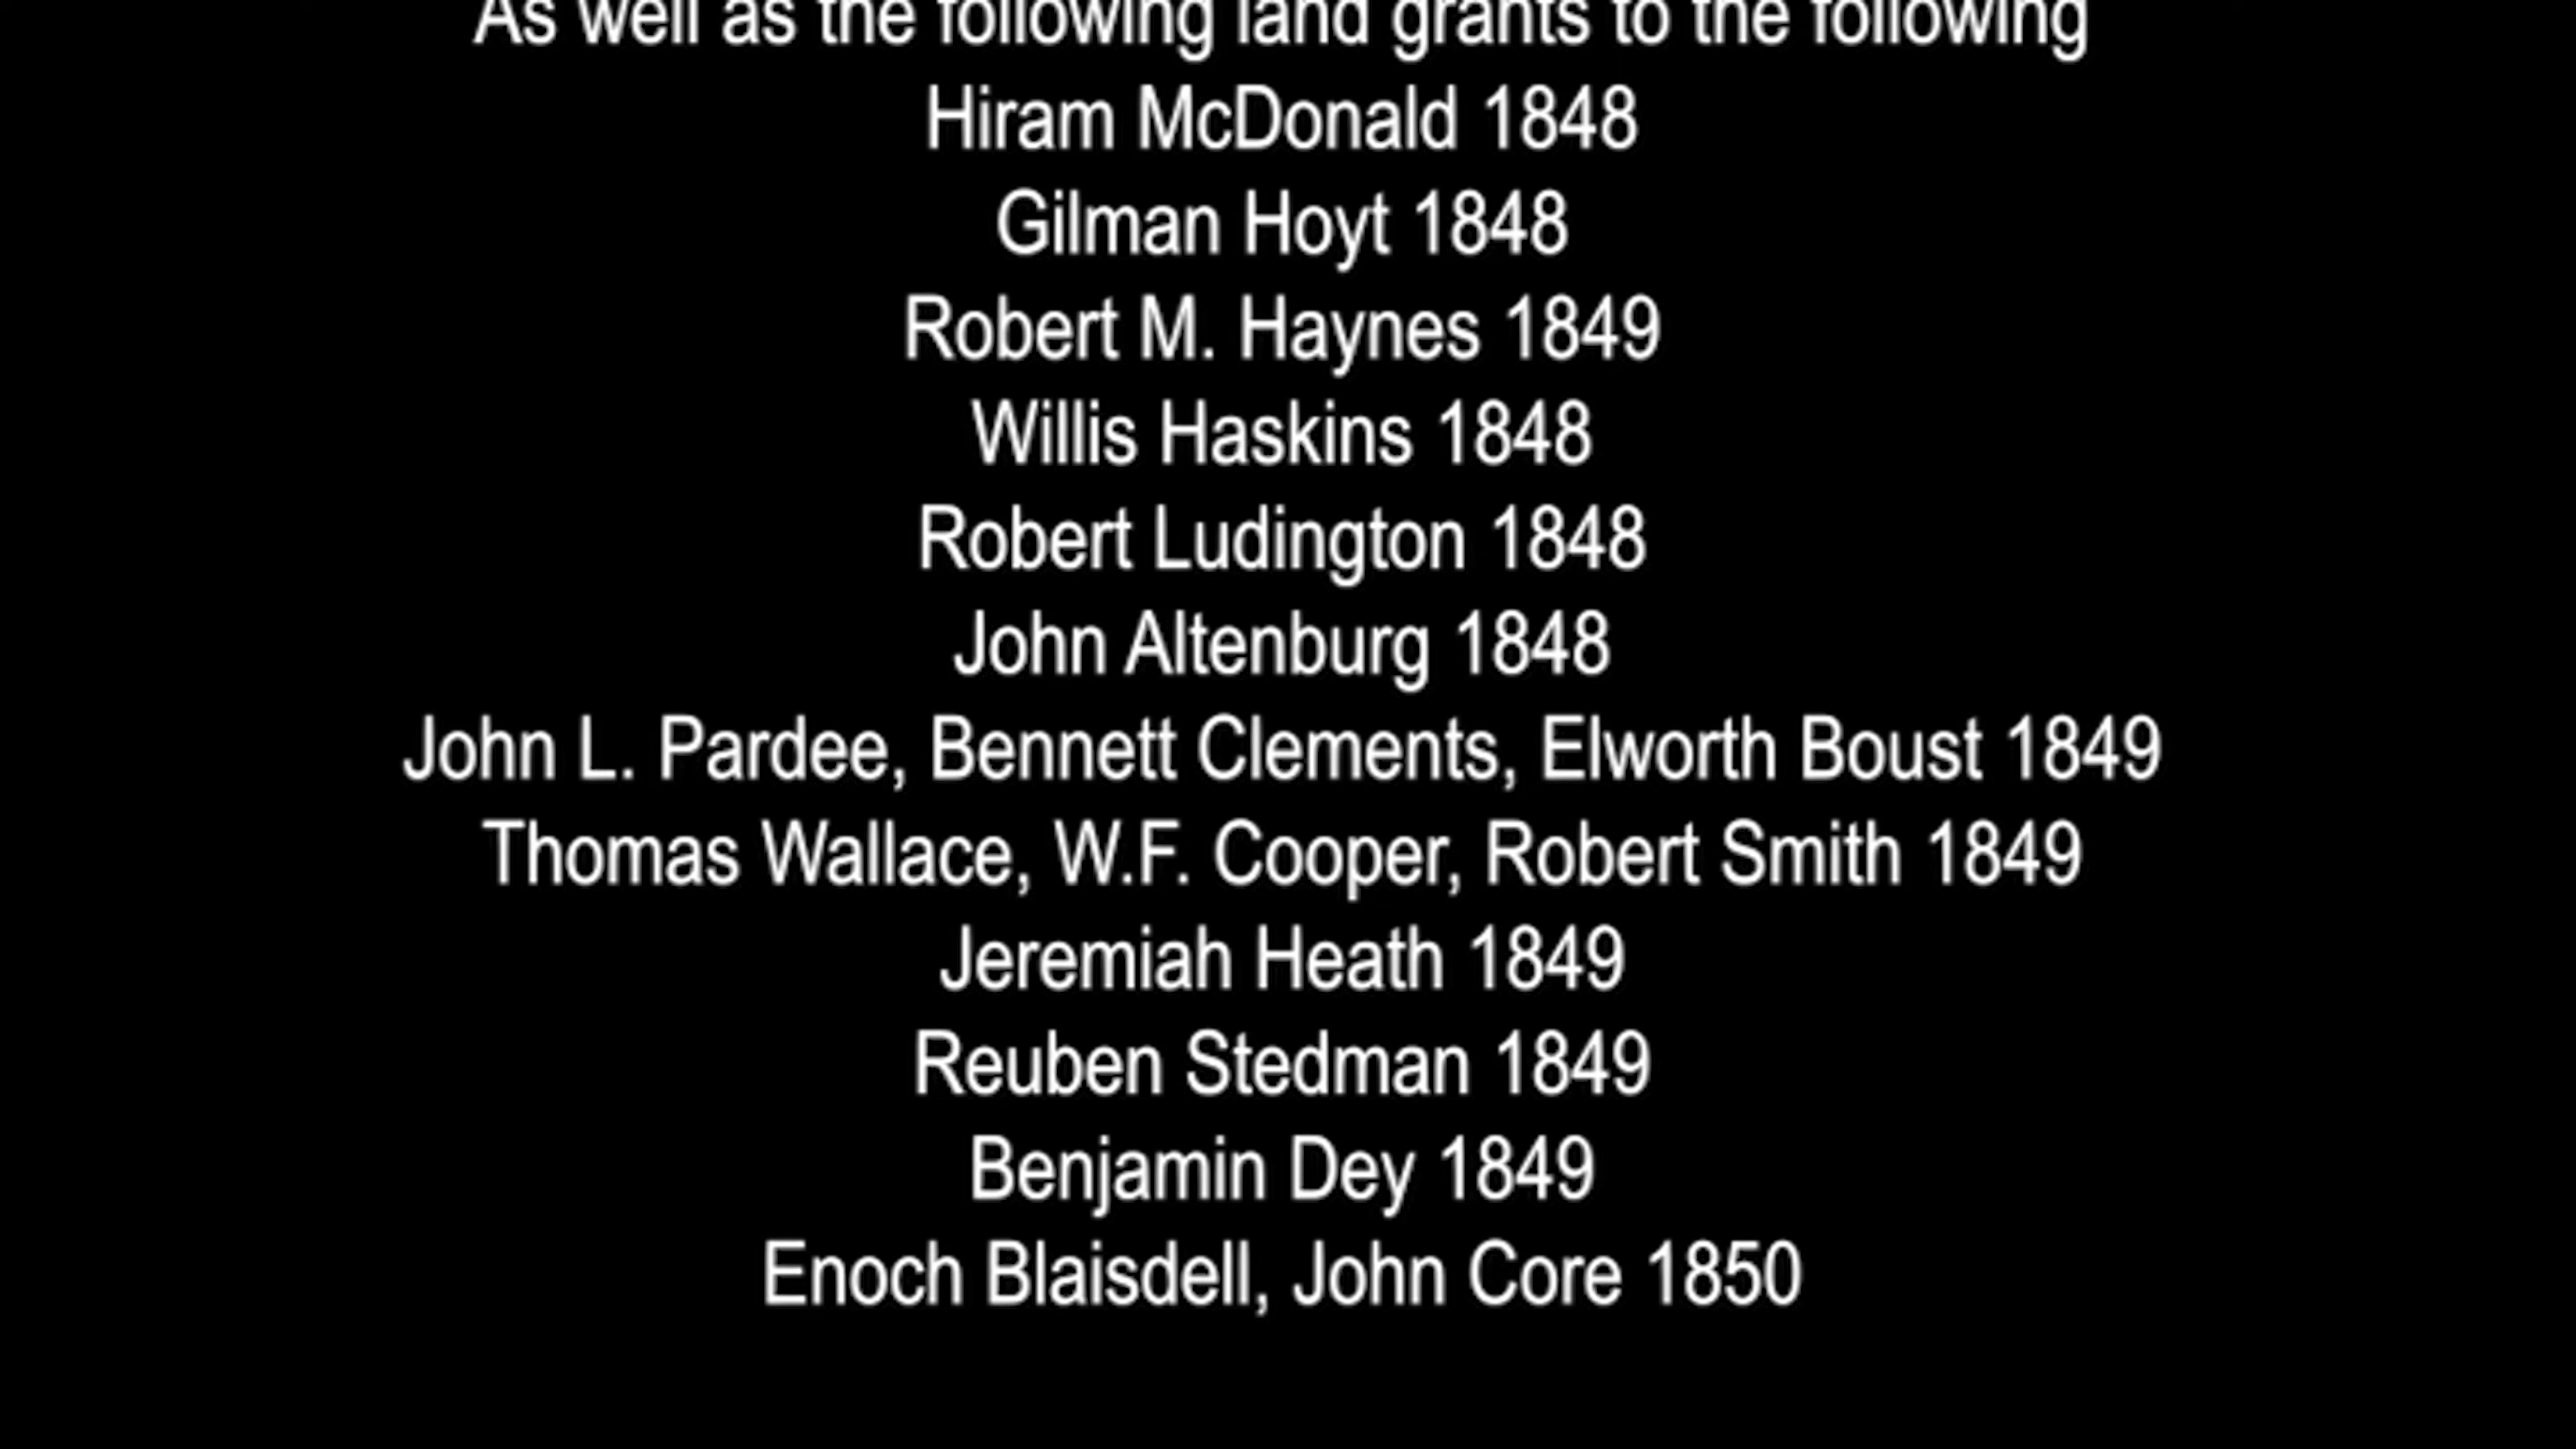 As well as the following land grants to the following
Hiram McDonald 1848
Gilman Hoyt 1848
Robert M. Haynes 1849
Willis Haskins 1848
Robert Ludington 1848
John Altenburg 1848
John L. Pardee, Bennett Clements, Elworth Boust 1849
Thomas Wallace, W.F. Cooper, Robert Smith 1849
Jeremiah Heath 1849
Reuben Stedman 1849
Benjamin Dey 1849
Enoch Blaisdell, John Core 1850